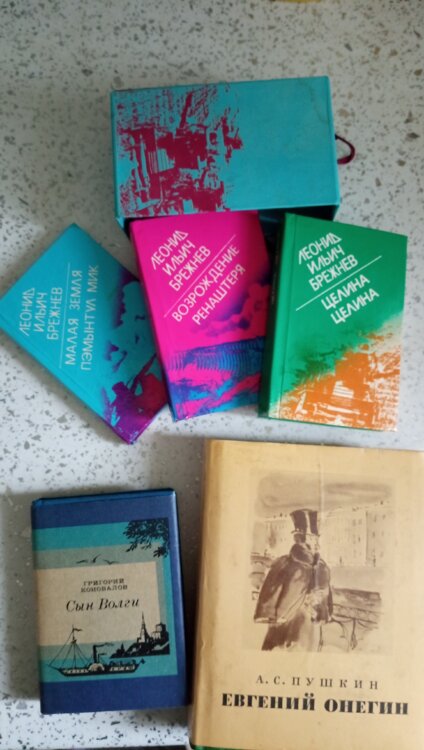 ЛЕОНИД
ИЛЬИЧ
БРЕЖНЕВ
МАЛАЯ ЗЕМЛЯ
ПЭМЫНТУЛ МИК
ЛЕОНИД
ИЛЬИЧ
БРЕЖНЕВ
ВОЗРОЖДЕНИЕ
РЕНАШТЕРЯ
ЛЕОНИД
ИЛЬИЧ
БРЕЖНЕВ
ЦЕЛИНА
ЦЕЛИНА
ГРИГОРИЙ
КОНОВАЛОВ
Сын Волги
А. С. ПУШКИН
ЕВГЕНИЙ ОНЕГИН